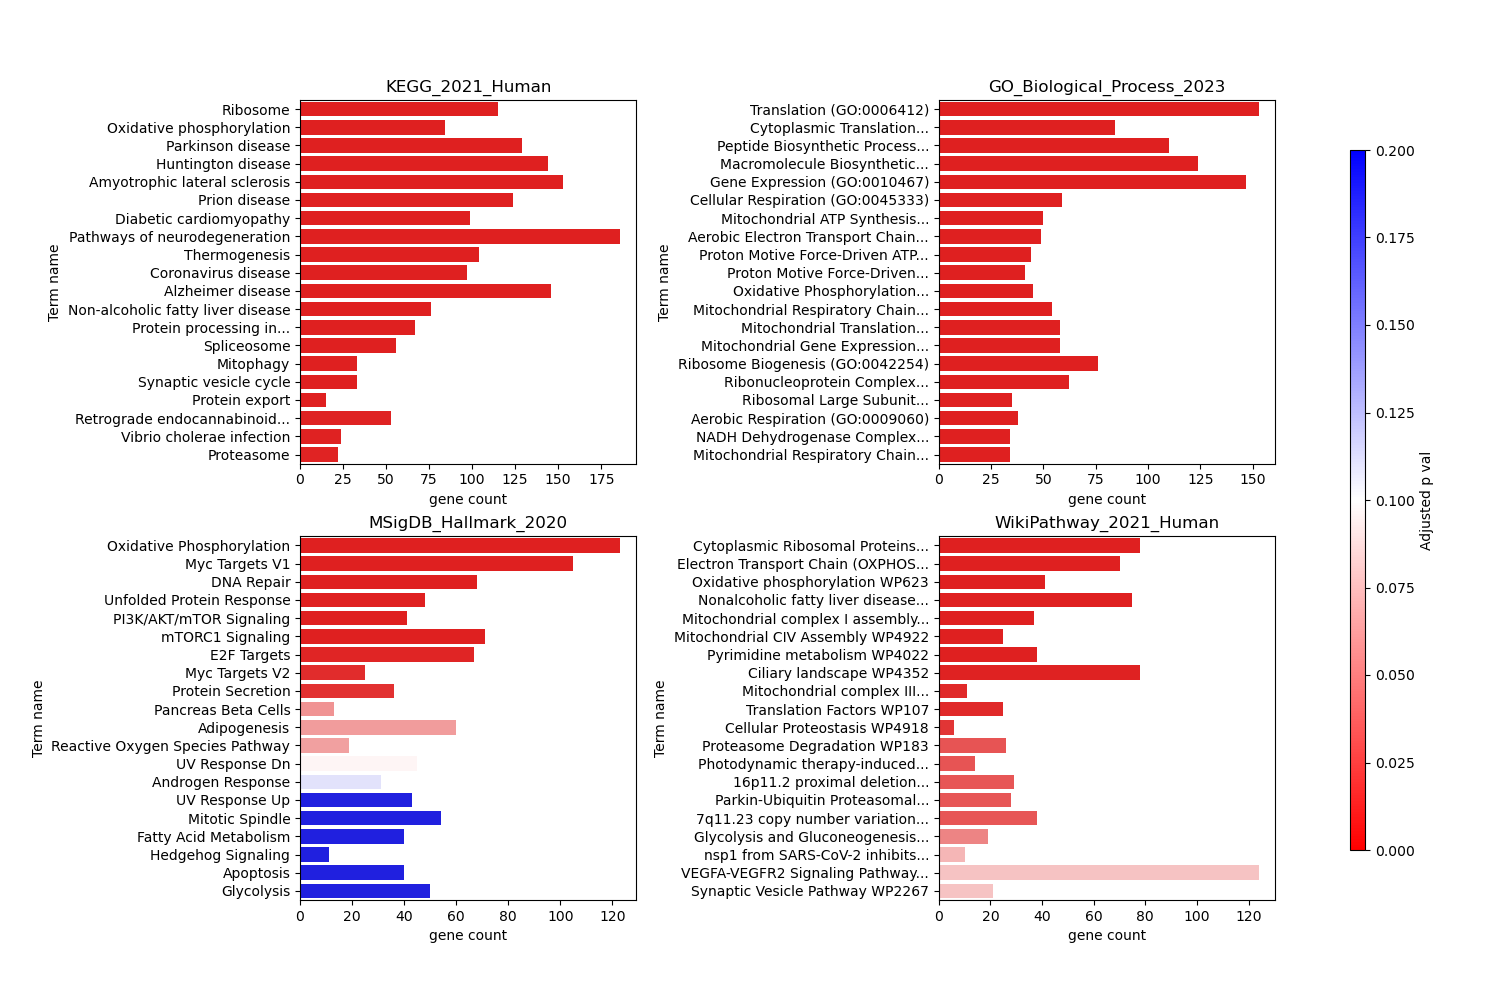 KEGG_2021_Human
Term name
Ribosome
Oxidative phosphorylation
Parkinson disease
Huntington disease
Amyotrophic lateral sclerosis
Prion disease
Diabetic cardiomyopathy
Pathways of neurodegeneration
Thermogenesis
Coronavirus disease
Alzheimer disease
Non-alcoholic fatty liver disease
Protein processing in...
Spliceosome
Mitophagy
Synaptic vesicle cycle
Protein export
Retrograde endocannabinoid...
Vibrio cholerae infection
Proteasome
0 25 50 75 100 125 150 175
gene count
GO_Biological_Process_2023
Term name
Translation (GO:0006412)
Cytoplasmic Translation...
Peptide Biosynthetic Process...
Macromolecule Biosynthetic...
Gene Expression (GO:0010467)
Cellular Respiration (GO:0045333)
Mitochondrial ATP Synthesis...
Aerobic Electron Transport Chain...
Proton Motive Force-Driven ATP...
Proton Motive Force-Driven...
Oxidative Phosphorylation...
Mitochondrial Respiratory Chain...
Mitochondrial Translation...
Mitochondrial Gene Expression...
Ribosome Biogenesis (GO:0042254)
Ribonucleoprotein Complex...
Ribosomal Large Subunit...
Aerobic Respiration (GO:0009060)
NADH Dehydrogenase Complex...
Mitochondrial Respiratory Chain...
0 25 50 75 100 125 150
gene count
MSigDB_Hallmark_2020
Term name
Oxidative Phosphorylation
Myc Targets V1
DNA Repair
Unfolded Protein Response
PI3K/AKT/mTOR Signaling
mTORC1 Signaling
E2F Targets
Myc Targets V2
Protein Secretion
Pancreas Beta Cells
Adipogenesis
Reactive Oxygen Species Pathway
UV Response Dn
Androgen Response
UV Response Up
Mitotic Spindle
Fatty Acid Metabolism
Hedgehog Signaling
Apoptosis
Glycolysis
0 20 40 60 80 100 120
gene count
WikiPathway_2021_Human
Term name
Cytoplasmic Ribosomal Proteins...
Electron Transport Chain (OXPHOS...
Oxidative phosphorylation WP623
Nonalcoholic fatty liver disease...
Mitochondrial complex I assembly...
Mitochondrial CIV Assembly WP4922
Pyrimidine metabolism WP4022
Ciliary landscape WP4352
Mitochondrial complex III...
Translation Factors WP107
Cellular Proteostasis WP4918
Proteasome Degradation WP183
Photodynamic therapy-induced...
16p11.2 proximal deletion...
Parkin-Ubiquitin Proteasomal...
7q11.23 copy number variation...
Glycolysis and Gluconeogenesis...
nsp1 from SARS-CoV-2 inhibits...
VEGFA-VEGFR2 Signaling Pathway...
Synaptic Vesicle Pathway WP2267
0 20 40 60 80 100 120
gene count
0.200
0.175
0.150
0.125
0.100
0.075
0.050
0.025
0.000
Adjusted p val